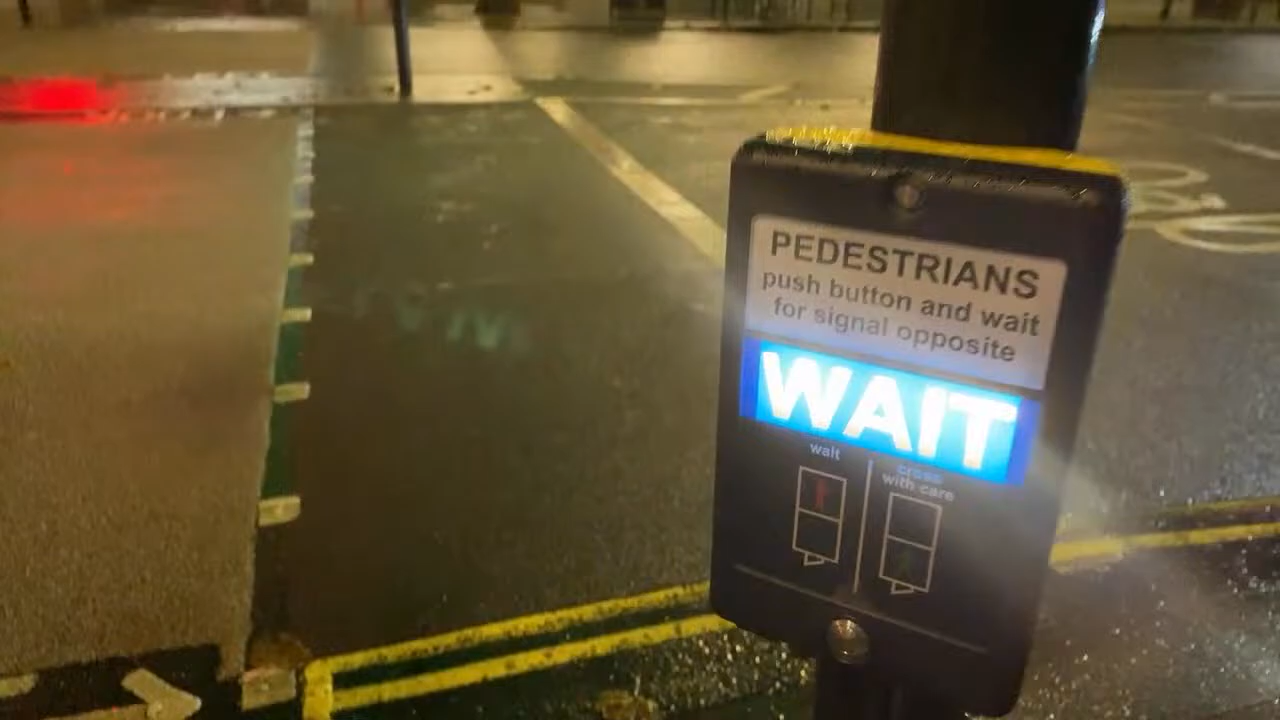 PEDESTRIANS
push button and wait
for signal opposite
WAIT
wait
cross
with care